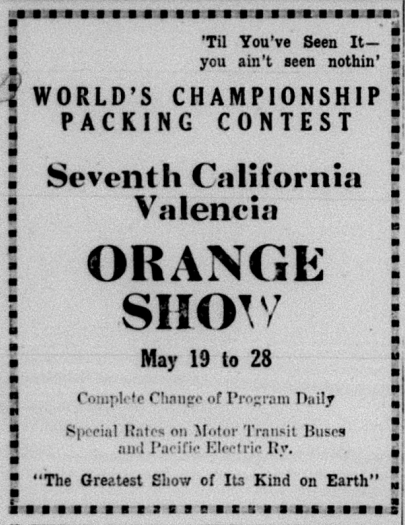 'Til You've Seen It—
you ain't seen nothin'
WORLD'S CHAMPIONSHIP
PACKING CONTEST
Seventh California
Valencia
ORANGE
SHOW
May 19 to 28
Complete Change of Program Daily
Special Rates on Motor Transit Buses
and Pacific Electric Ry.
"The Greatest Show of Its Kind on Earth"